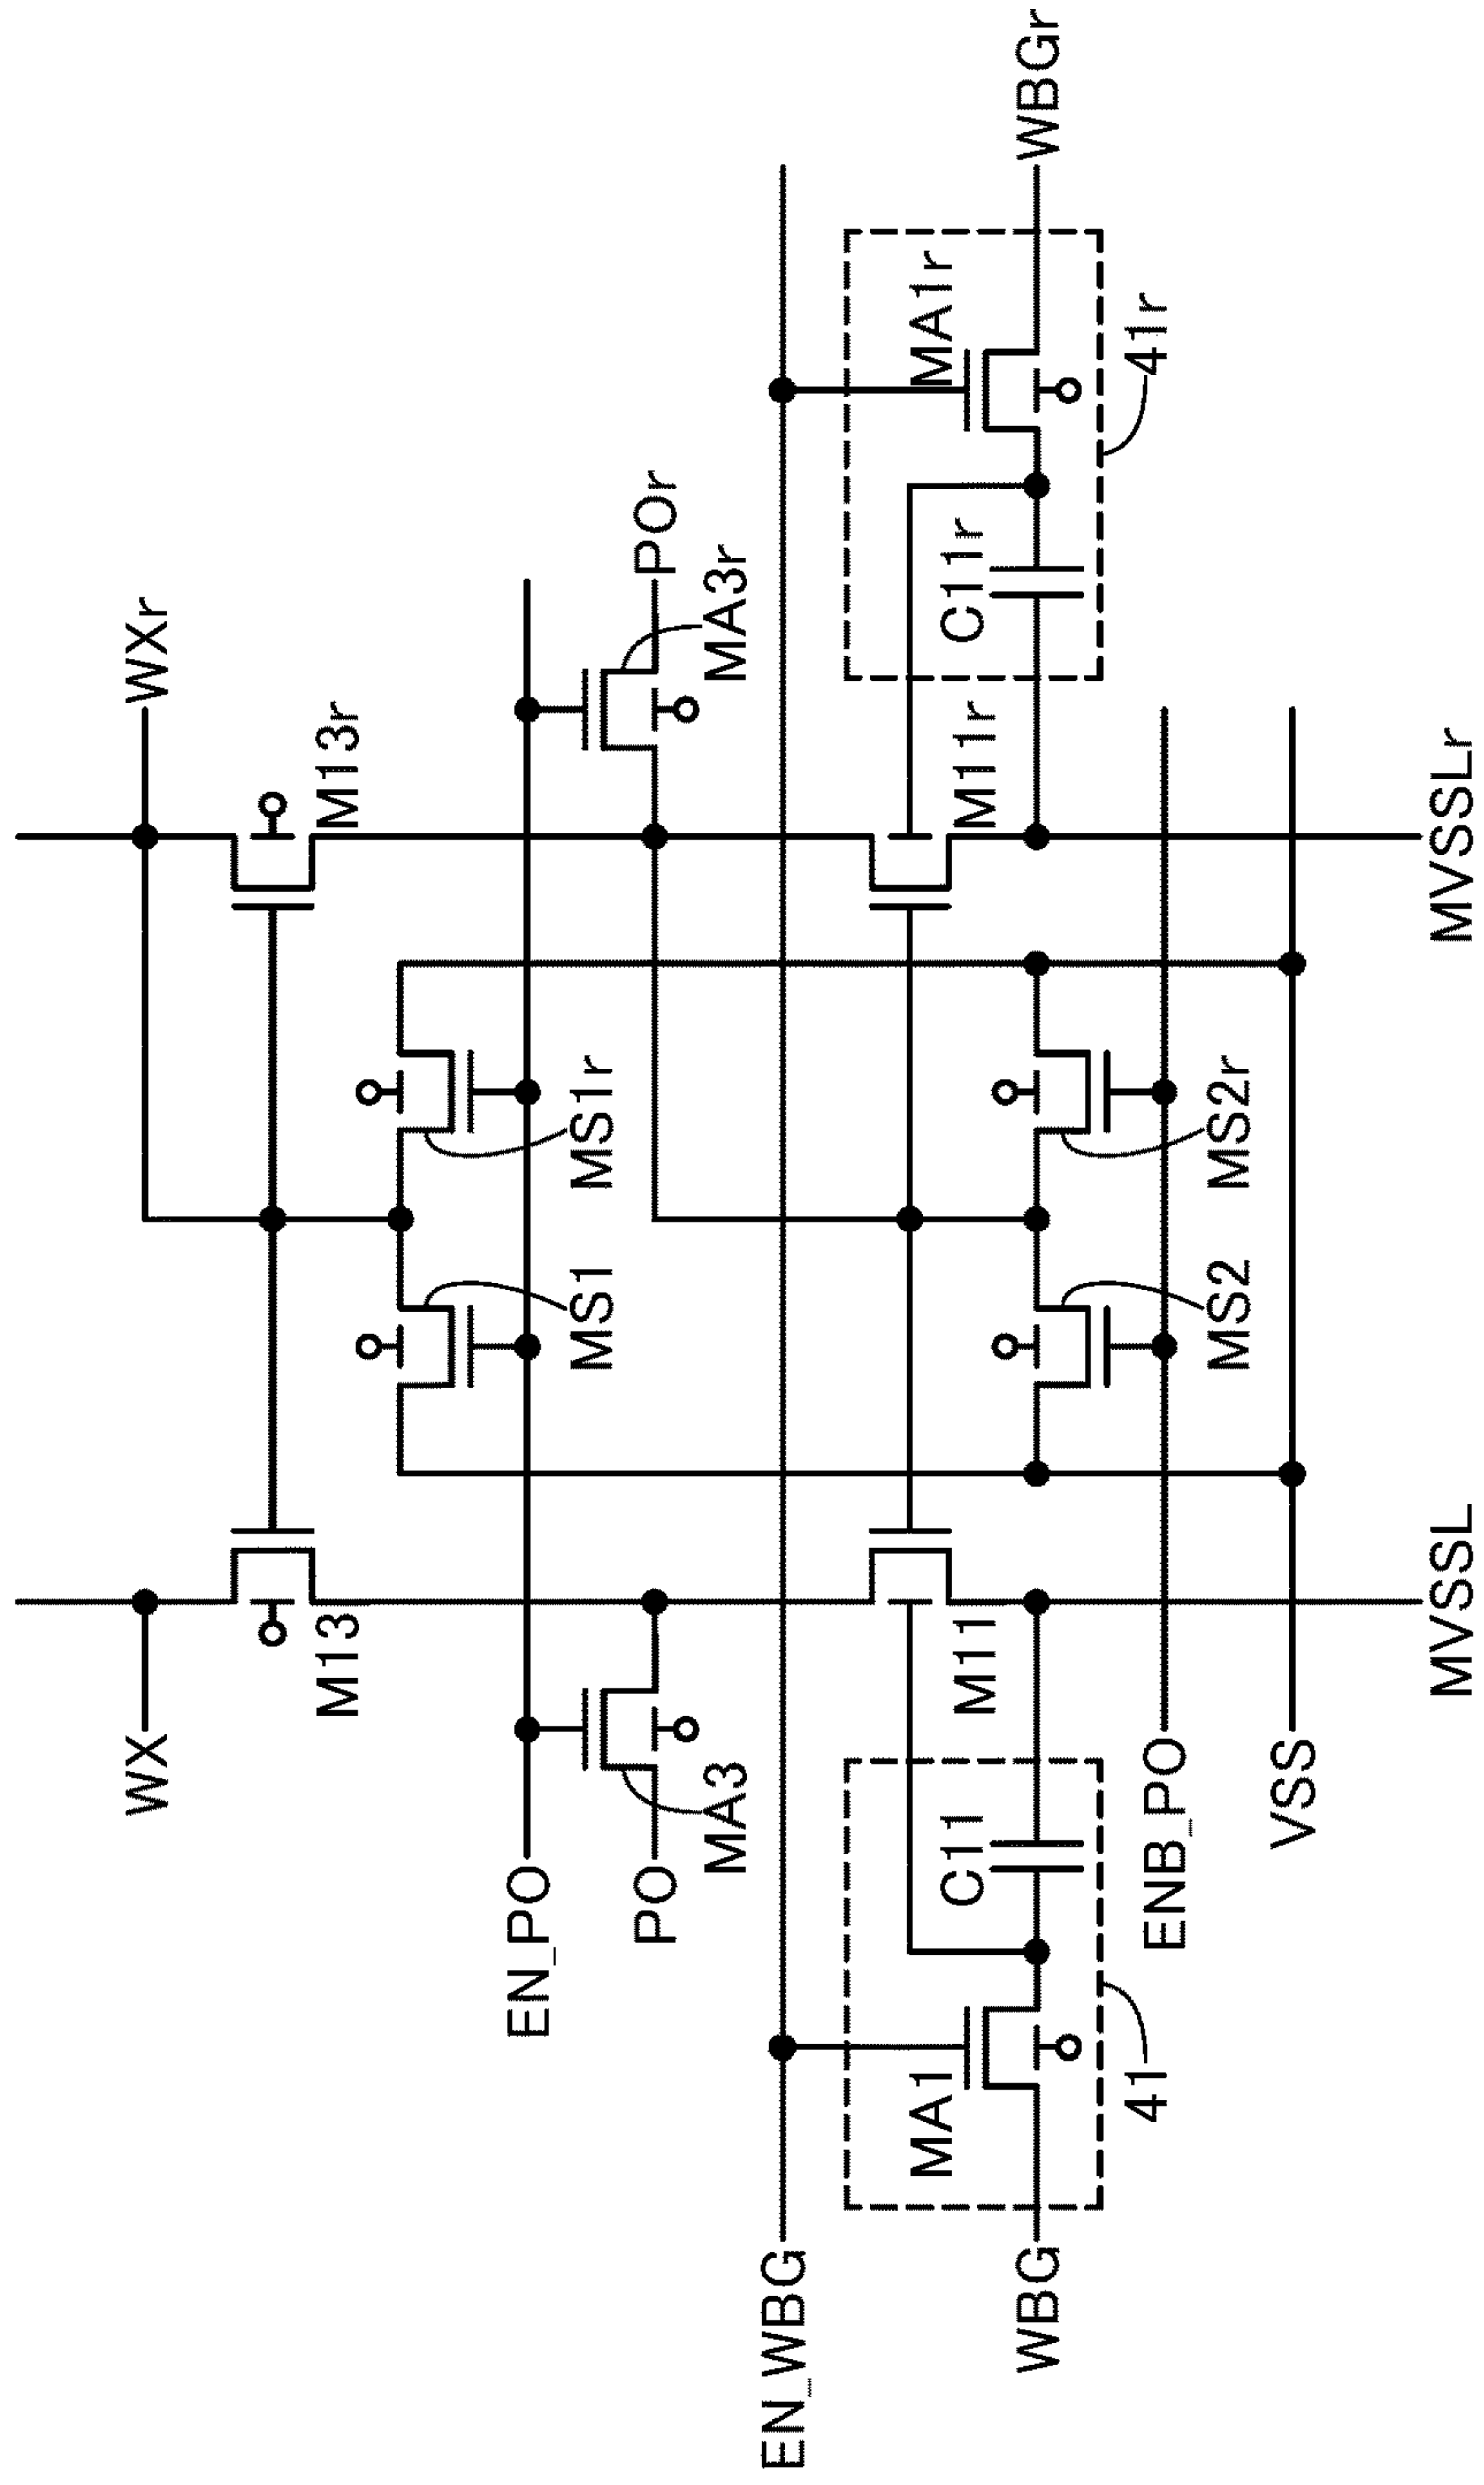 WX
WXr
M13
M13r
MS1
MS1r
EN_PO
PO
POr
MA3
MA3r
EN_WBG
MA1
MA1r
C11
C11r
M11
M11r
WBG
WBGr
41
41r
MS2
MS2r
ENB_PO
VSS
MVSSL
MVSSLr